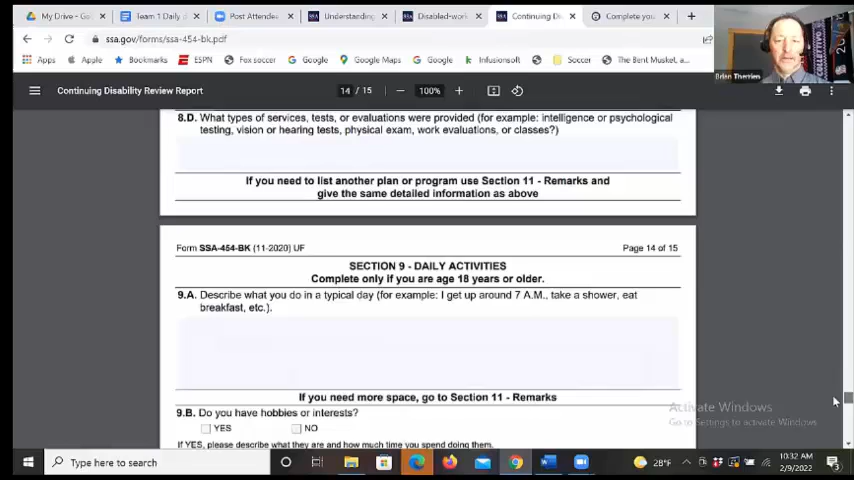 My Drive - Go
Team 1 Daily d
Post Attendee
Understanding
Disabled-work
Continuing Dis
Complete you
ssa.gov/forms/ssa-454-bk.pdf
Apps
Apple
Bookmarks
ESPN
Fox soccer
Google Maps
Google
Infusionsoft
Soccer
The Bent Musket, a
Brian Therrien
Continuing Disability Review Report
14 / 15
100%
8.D. What types of services, tests, or evaluations were provided (for example: intelligence or psychological
testing, vision or hearing tests, physical exam, work evaluations, or classes?)
If you need to list another plan or program use Section 11 - Remarks and
give the same detailed information as above
Form SSA-454-BK (11-2020) UF
Page 14 of 15
SECTION 9 - DAILY ACTIVITIES
Complete only if you are age 18 years or older.
9.A. Describe what you do in a typical day (for example: I get up around 7 A.M., take a shower, eat
breakfast, etc.).
If you need more space, go to Section 11 - Remarks
9.B. Do you have hobbies or interests?
YES
NO
If YES, please describe what they are and how much time you spend doing them.
Activate Windows
Go to Settings to activate Windows.
Type here to search
28°F
10:32 AM
2/9/2022
3